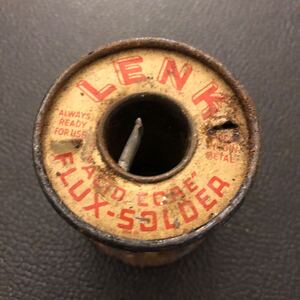 LENK
"ALWAYS
READY
FOR USE
METAL"
"ACID CORE"
FLUX-SOLDER